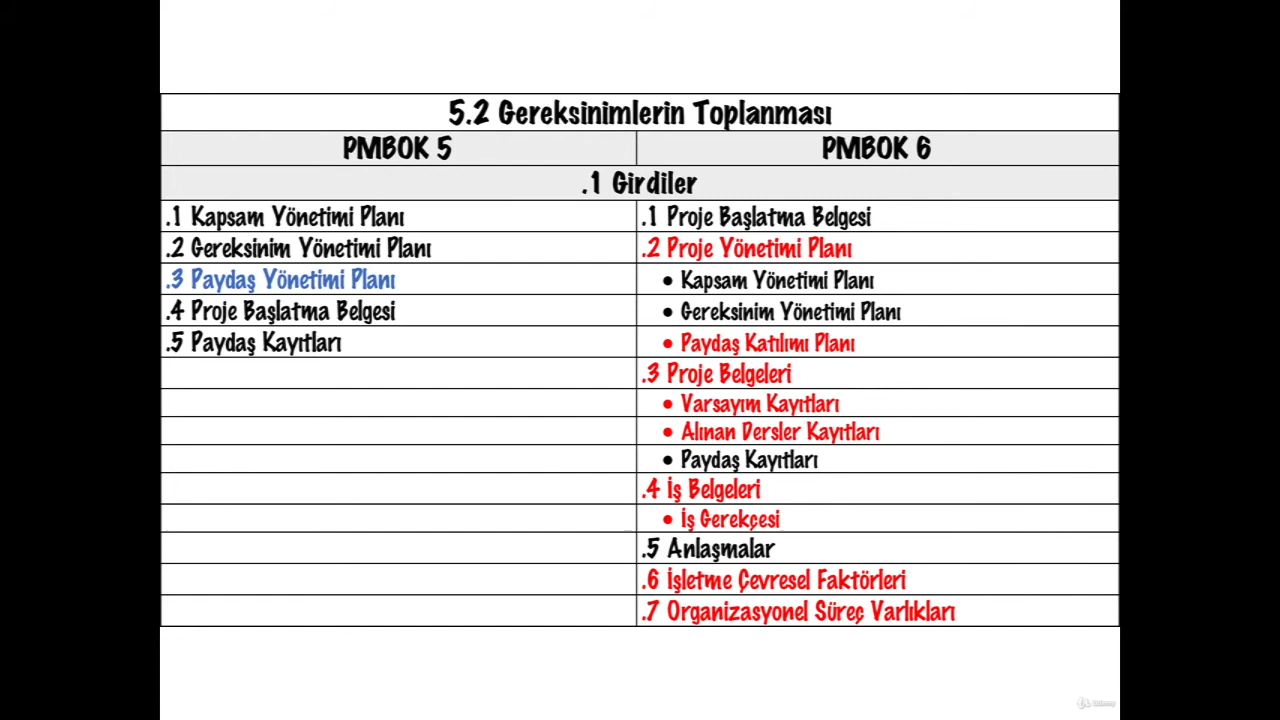 5.2 Gereksinimlerin Toplanması
PMBOK 5 PMBOK 6
.1 Girdiler
.1 Kapsam Yönetimi Planı .1 Proje Başlatma Belgesi
.2 Gereksinim Yönetimi Planı .2 Proje Yönetimi Planı
.3 Paydaş Yönetimi Planı • Kapsam Yönetimi Planı
.4 Proje Başlatma Belgesi • Gereksinim Yönetimi Planı
.5 Paydaş Kayıtları • Paydaş Katılımı Planı
.3 Proje Belgeleri
• Varsayım Kayıtları
• Alınan Dersler Kayıtları
• Paydaş Kayıtları
.4 İş Belgeleri
• İş Gerekçesi
.5 Anlaşmalar
.6 İşletme Çevresel Faktörleri
.7 Organizasyonel Süreç Varlıkları
Udemy